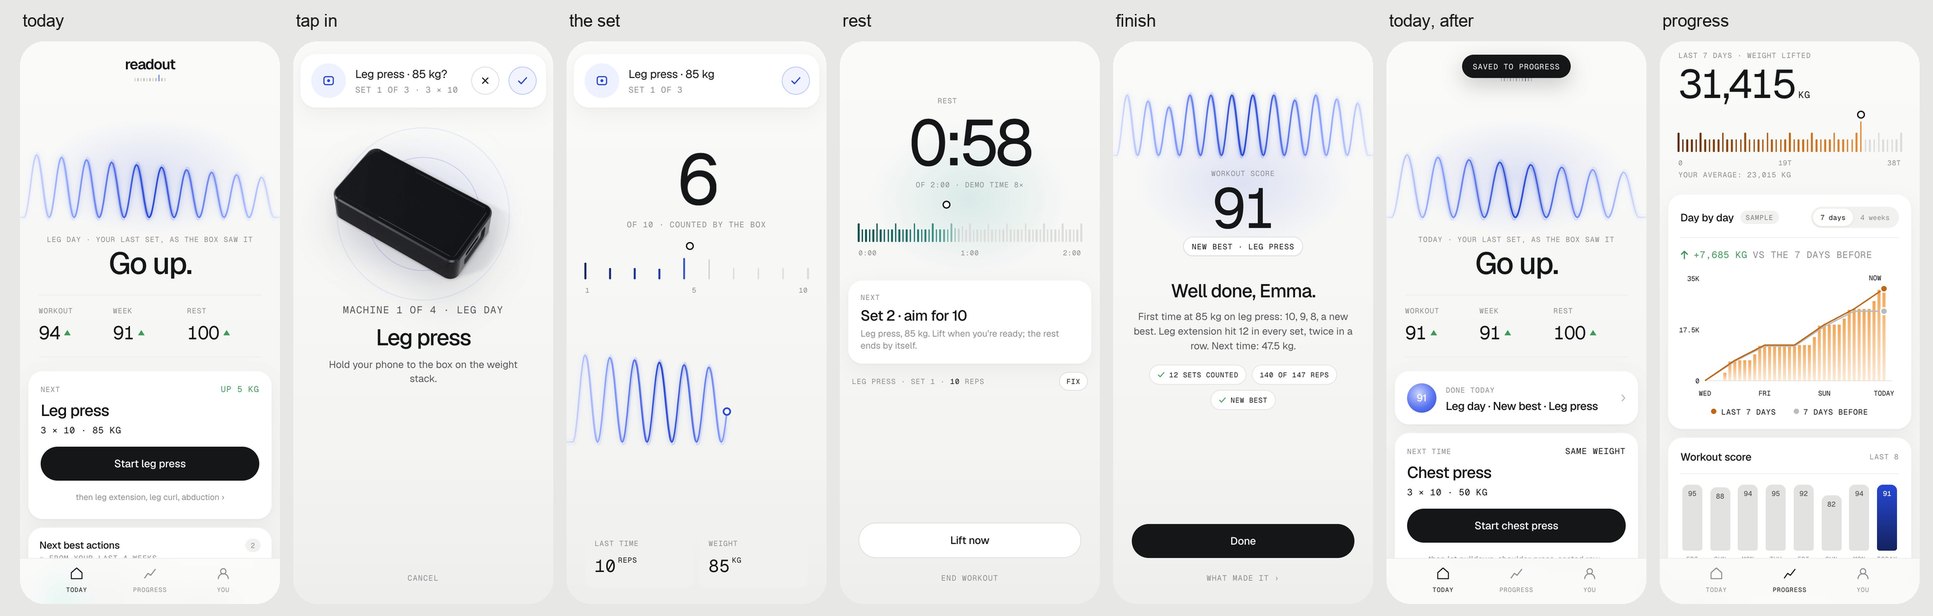 today
readout
LEG DAY · YOUR LAST SET, AS THE BOX SAW IT
Go up.
WORKOUT
WEEK
REST
94
91
100
NEXT
UP 5 KG
Leg press
3 × 10 · 85 KG
Start leg press
then leg extension, leg curl, abduction ›
Next best actions
2
TODAY
PROGRESS
YOU
tap in
Leg press · 85 kg?
SET 1 OF 3 · 3 × 10
MACHINE 1 OF 4 · LEG DAY
Leg press
Hold your phone to the box on the weight
stack.
CANCEL
the set
Leg press · 85 kg
SET 1 OF 3
6
OF 10 · COUNTED BY THE BOX
1
5
10
LAST TIME
10 REPS
WEIGHT
85 KG
rest
REST
0:58
OF 2:00 · DEMO TIME 8×
0:00
1:00
2:00
NEXT
Set 2 · aim for 10
Leg press, 85 kg. Lift when you're ready; the rest
ends by itself.
LEG PRESS · SET 1 · 10 REPS
FIX
Lift now
END WORKOUT
finish
WORKOUT SCORE
91
NEW BEST · LEG PRESS
Well done, Emma.
First time at 85 kg on leg press: 10, 9, 8, a new
best. Leg extension hit 12 in every set, twice in a
row. Next time: 47.5 kg.
12 SETS COUNTED
140 OF 147 REPS
NEW BEST
Done
WHAT MADE IT ›
today, after
SAVED TO PROGRESS
TODAY · YOUR LAST SET, AS THE BOX SAW IT
Go up.
WORKOUT
WEEK
REST
91
91
100
91
DONE TODAY
Leg day · New best · Leg press
NEXT TIME
SAME WEIGHT
Chest press
3 × 10 · 50 KG
Start chest press
TODAY
PROGRESS
YOU
progress
LAST 7 DAYS · WEIGHT LIFTED
31,415 KG
0
19T
38T
YOUR AVERAGE: 23,015 KG
Day by day
SAMPLE
7 days
4 weeks
+7,685 KG VS THE 7 DAYS BEFORE
35K
NOW
17.5K
0
WED
FRI
SUN
TODAY
LAST 7 DAYS
7 DAYS BEFORE
Workout score
LAST 8
95
88
94
95
92
82
94
91
TODAY
PROGRESS
YOU